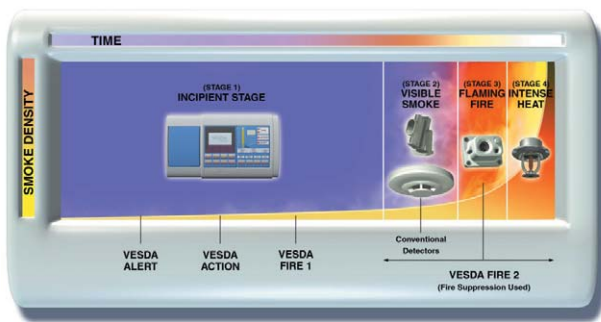 TIME
SMOKE DENSITY
(STAGE 1)
INCIPIENT STAGE
(STAGE 2)
VISIBLE
SMOKE
(STAGE 3)
FLAMING
FIRE
(STAGE 4)
INTENSE
HEAT
VESDA
ALERT
VESDA
ACTION
VESDA
FIRE 1
Conventional
Detectors
VESDA FIRE 2
(Fire Suppression Used)